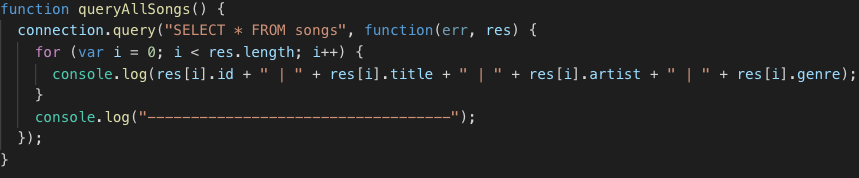 function queryAllSongs() {
  connection.query("SELECT * FROM songs", function(err, res) {
    for (var i = 0; i < res.length; i++) {
      console.log(res[i].id + " | " + res[i].title + " | " + res[i].artist + " | " + res[i].genre);
    }
    console.log("-----------------------------------");
  });
}